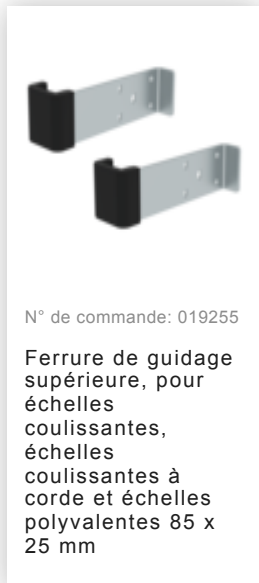 N° de commande: 019255
Ferrure de guidage
supérieure, pour
échelles
coulissantes,
échelles
coulissantes à
corde et échelles
polyvalentes 85 x
25 mm